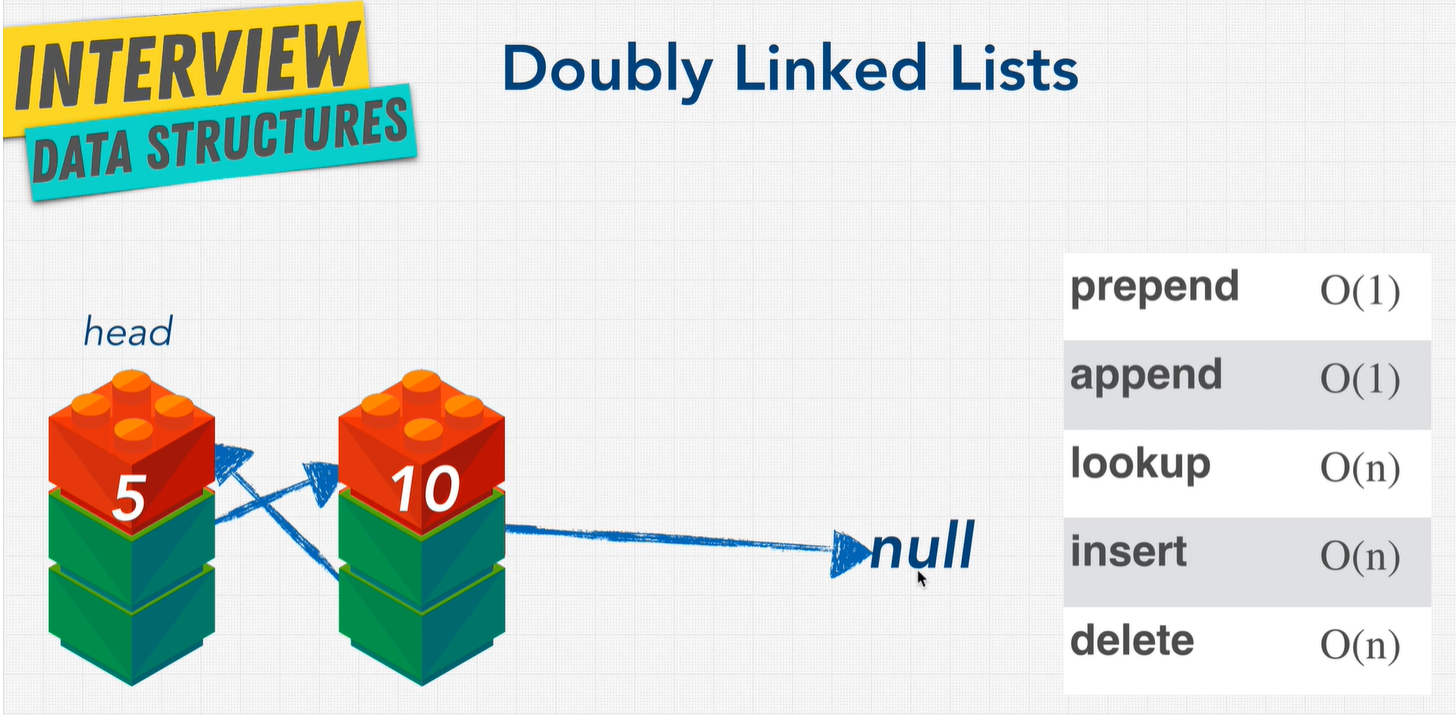 INTERVIEW
DATA STRUCTURES
Doubly Linked Lists
head
5
10
null
prepend O(1)
append O(1)
lookup O(n)
insert O(n)
delete O(n)